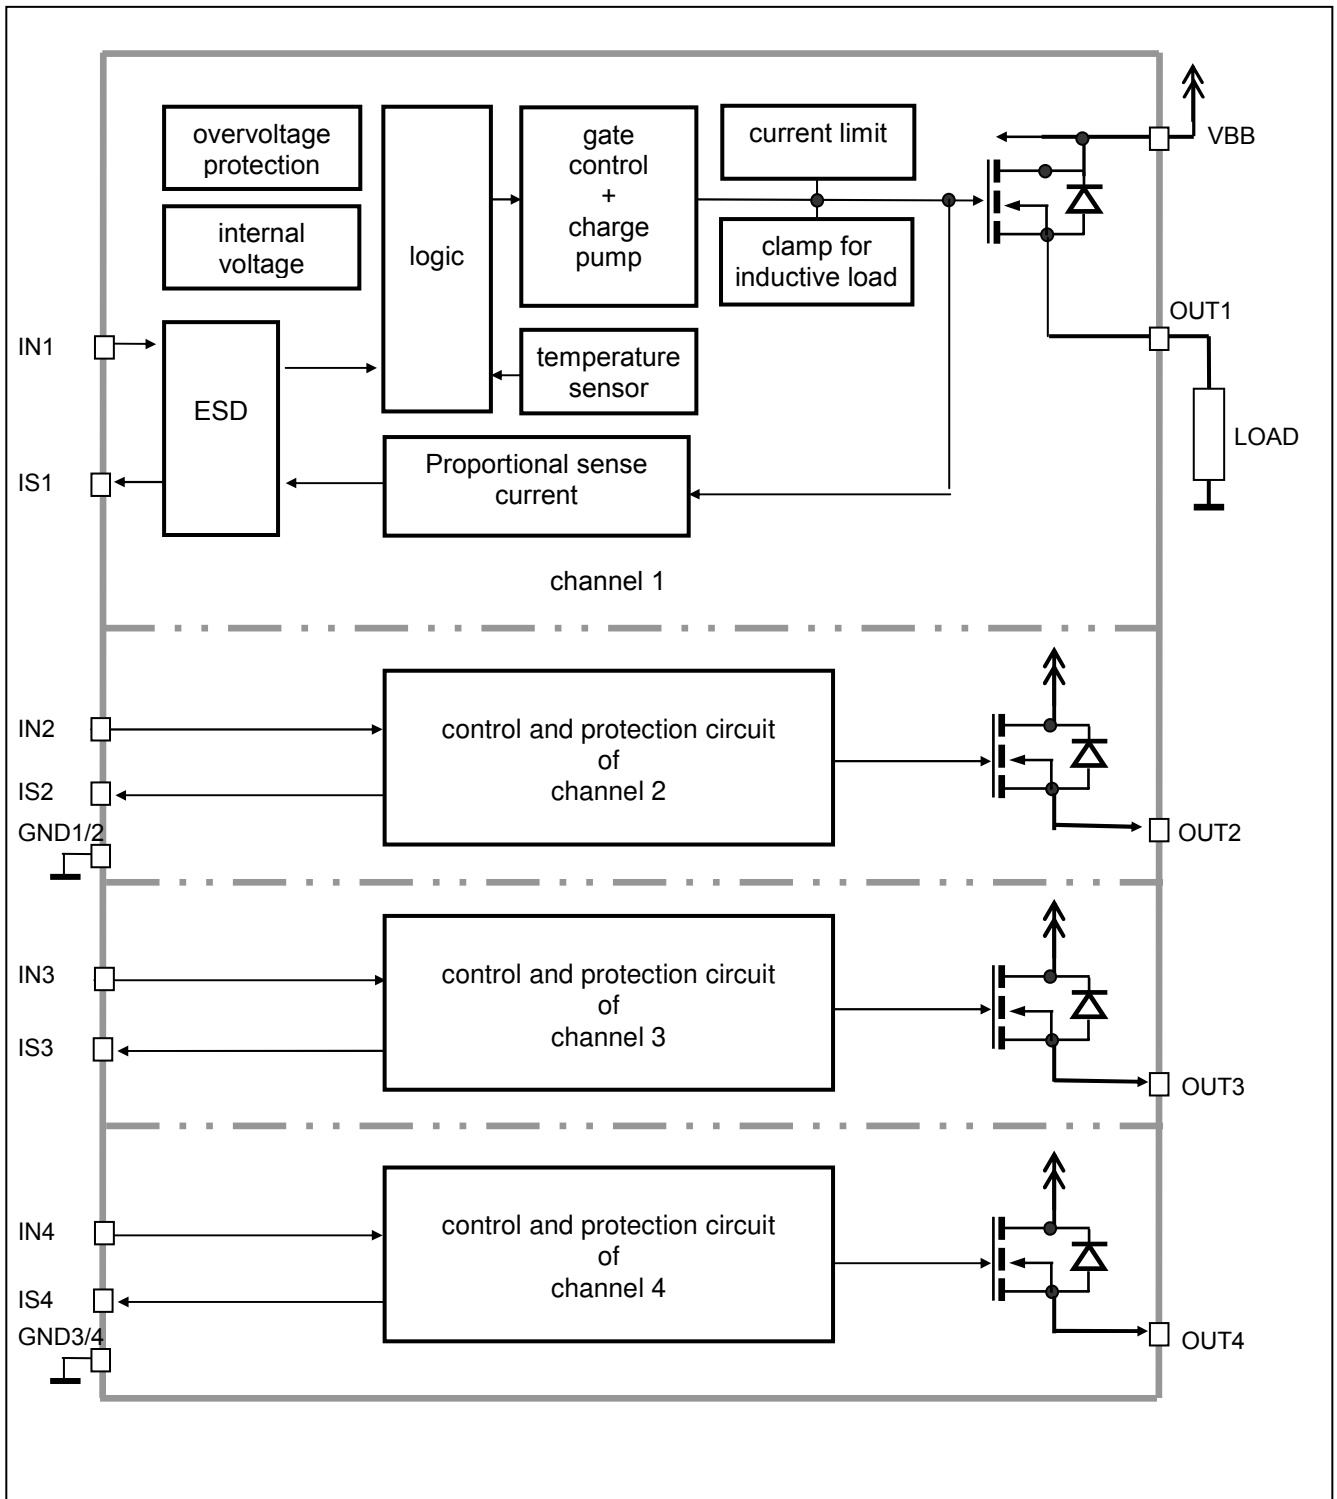 overvoltage
protection
internal
voltage
logic
gate
control
+
charge
pump
current limit
clamp for
inductive load
VBB
OUT1
LOAD
IN1
ESD
temperature
sensor
IS1
Proportional sense
current
channel 1
IN2
IS2
GND1/2
control and protection circuit
of
channel 2
OUT2
IN3
IS3
control and protection circuit
of
channel 3
OUT3
IN4
IS4
GND3/4
control and protection circuit
of
channel 4
OUT4